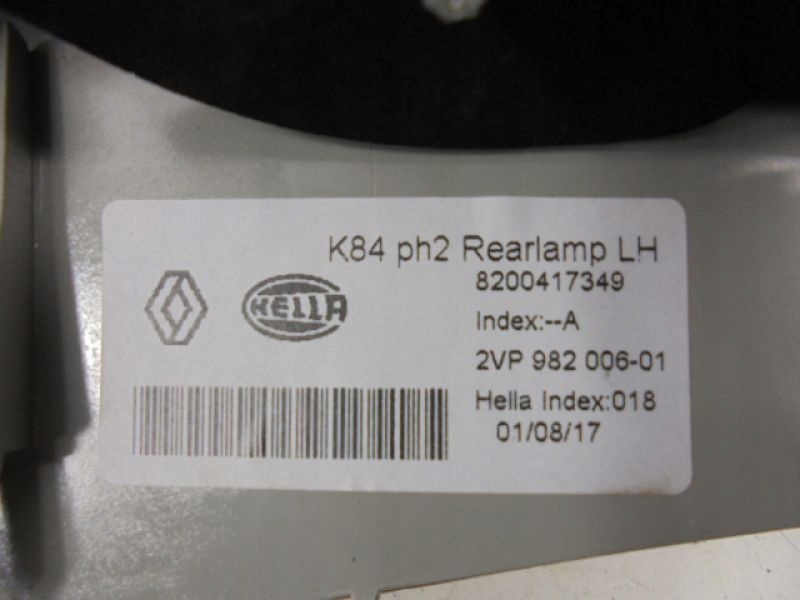 K84 ph2 Rearlamp LH
8200417349
HELLA
Index:--A
2VP 982 006-01
Hella Index:018
01/08/17